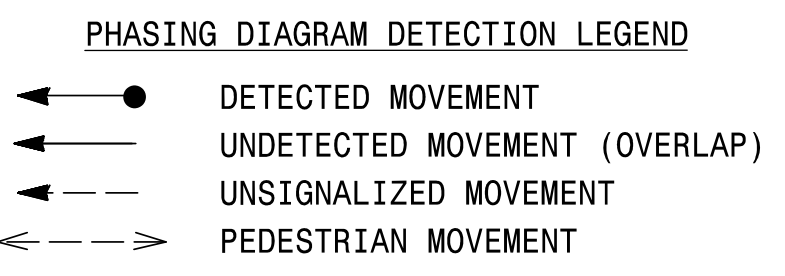 PHASING DIAGRAM DETECTION LEGEND
DETECTED MOVEMENT
UNDETECTED MOVEMENT (OVERLAP)
UNSIGNALIZED MOVEMENT
PEDESTRIAN MOVEMENT